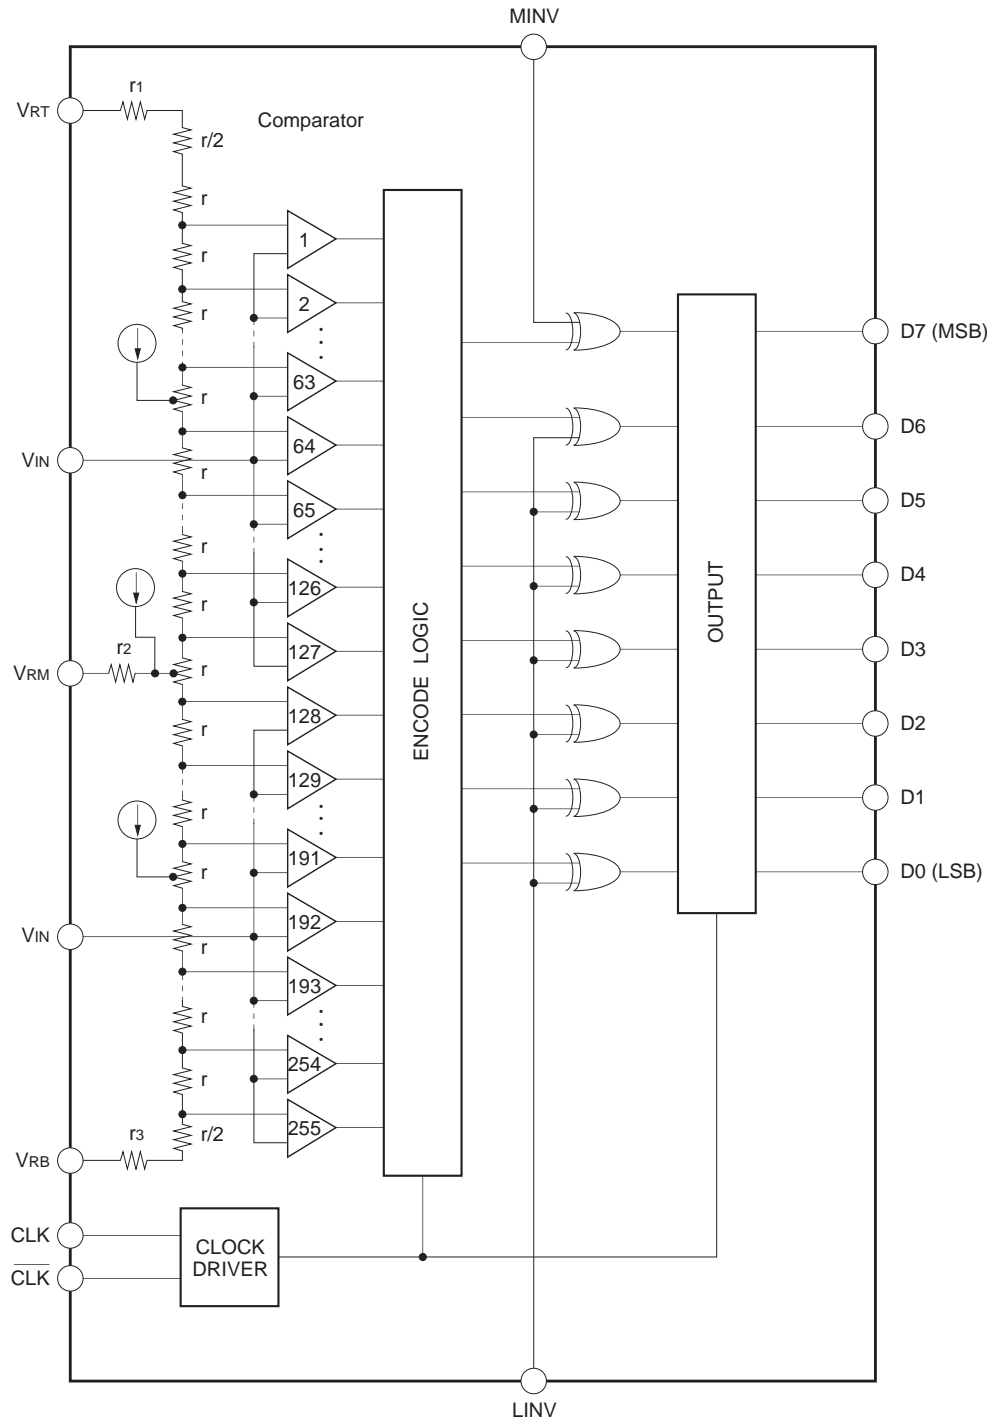 MINV
VRT
r1
r/2
Comparator
r
1
r
2
r
63
r
64
VIN
r
65
r
126
r
127
VRM
r2
r
128
r
129
r
191
r
192
VIN
r
193
r
254
r
255
r/2
VRB
r3
ENCODE LOGIC
OUTPUT
D7 (MSB)
D6
D5
D4
D3
D2
D1
D0 (LSB)
CLK
CLK
CLOCK
DRIVER
LINV